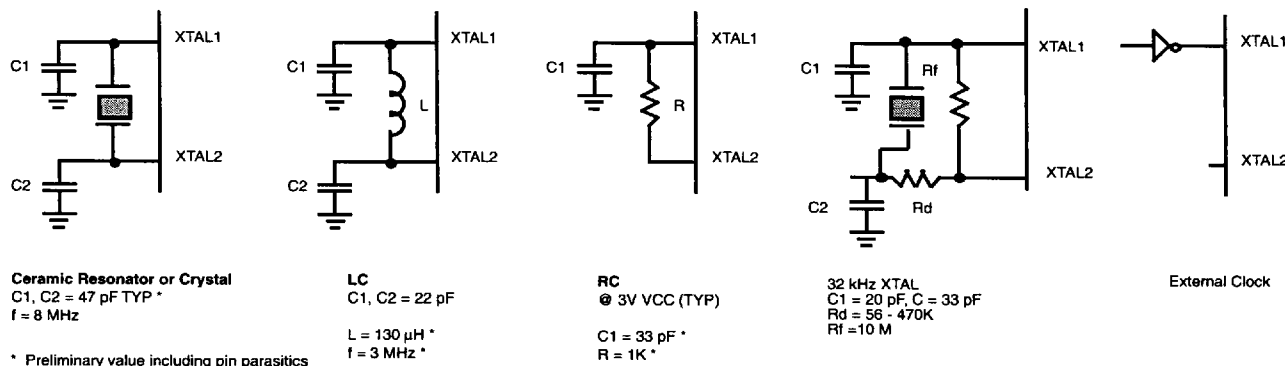 XTAL1
C1
XTAL2
C2
XTAL1
C1
L
XTAL2
C2
XTAL1
C1
R
XTAL2
XTAL1
C1
Rf
XTAL2
C2
Rd
XTAL1
XTAL2
Ceramic Resonator or Crystal
C1, C2 = 47 pF TYP *
f = 8 MHz
* Preliminary value including pin parasitics
LC
C1, C2 = 22 pF
L = 130 µH *
f = 3 MHz *
RC
@ 3V VCC (TYP)
C1 = 33 pF *
R = 1K *
32 kHz XTAL
C1 = 20 pF, C = 33 pF
Rd = 56 - 470K
Rf =10 M
External Clock